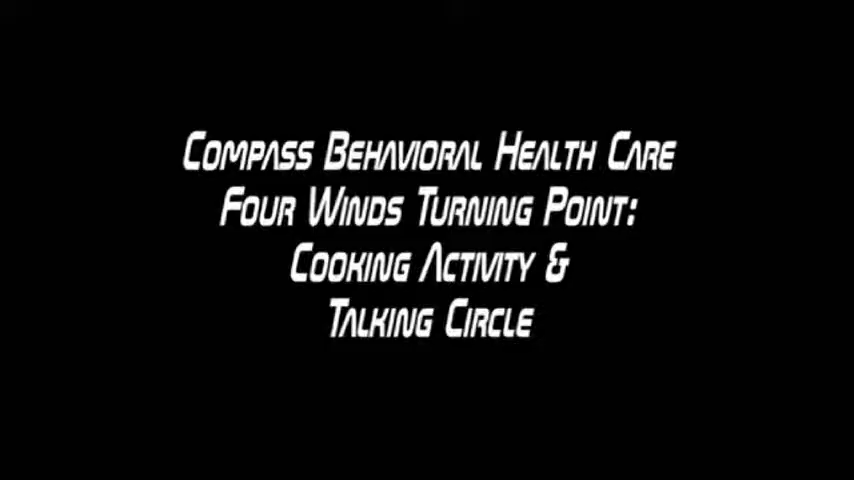 Compass Behavioral Health Care
Four Winds Turning Point:
Cooking Activity &
Talking Circle